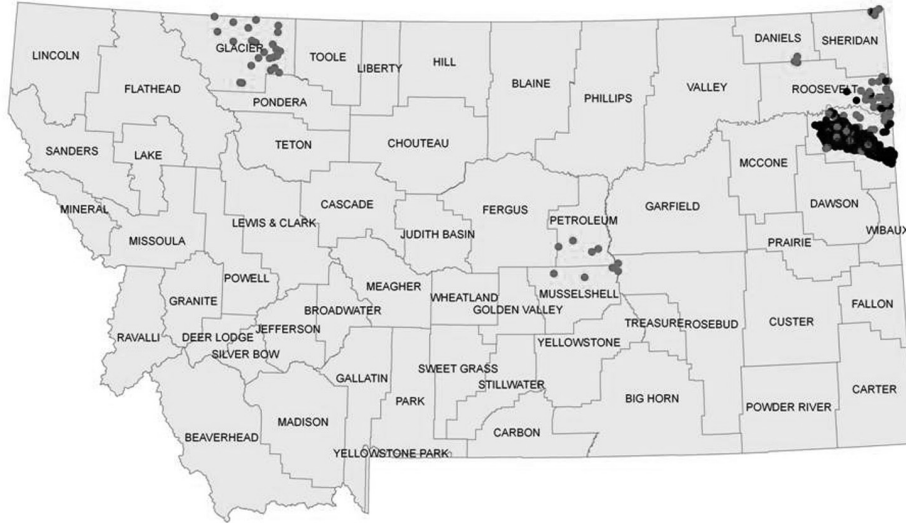 DANIELS
SHERIDAN
GLACIER
LINCOLN
TOOLE
LIBERTY
HILL
BLAINE
FLATHEAD
VALLEY
ROOSEVELT
PHILLIPS
PONDERA
TETON
CHOUTEAU
SANDERS
LAKE
MCCONE
CASCADE
FERGUS
GARFIELD
DAWSON
MINERAL
LEWIS & CLARK
PETROLEUM
MISSOULA
JUDITH BASIN
WIBAUX
PRAIRIE
POWELL
MEAGHER
GRANITE
WHEATLAND
MUSSELSHELL
FALLON
BROADWATER
GOLDEN VALLEY
TREASURE
ROSEBUD
CUSTER
JEFFERSON
RAVALLI
DEER LODGE
YELLOWSTONE
SILVER BOW
SWEET GRASS
GALLATIN
STILLWATER
CARTER
PARK
BIG HORN
POWDER RIVER
MADISON
CARBON
BEAVERHEAD
YELLOWSTONE PARK